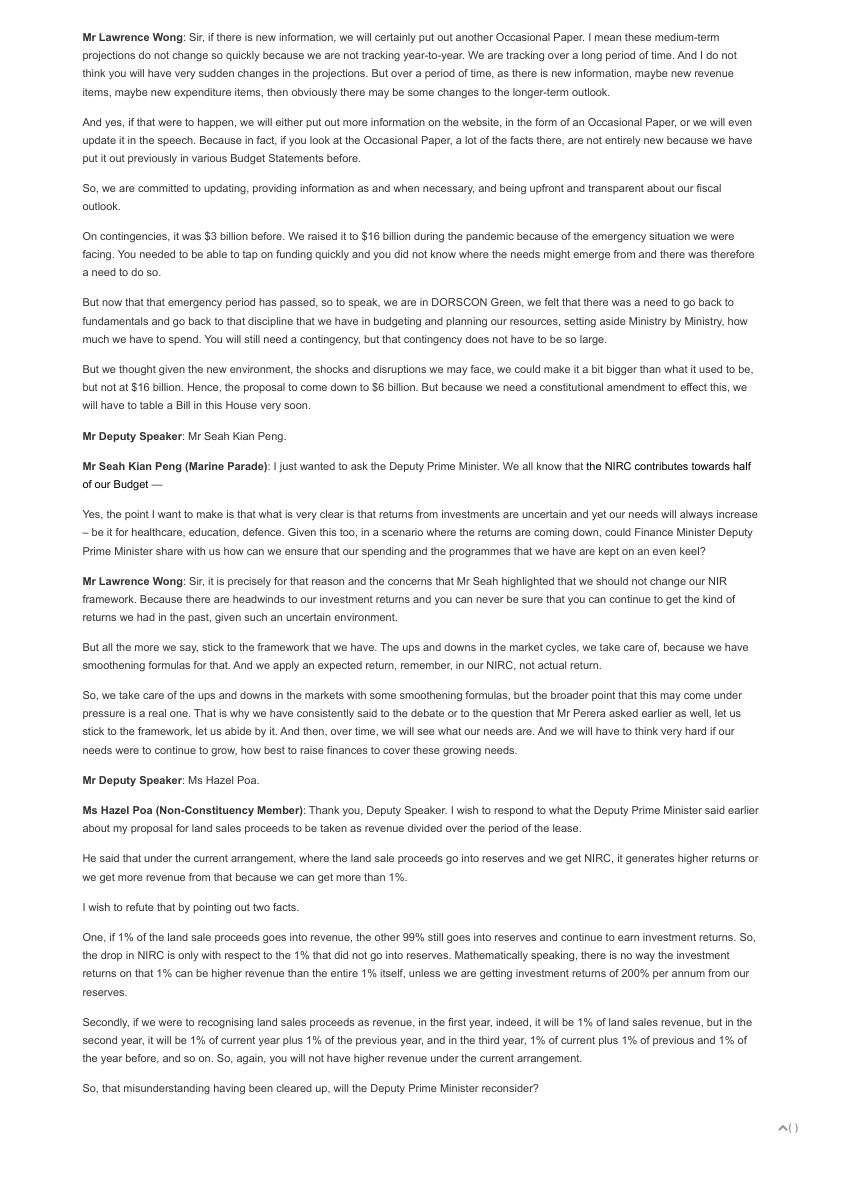 Mr Lawrence Wong: Sir, if there is new information, we will certainly put out another Occasional Paper. I mean these medium-term
projections do not change so quickly because we are not tracking year-to-year. We are tracking over a long period of time. And I do not
think you will have very sudden changes in the projections. But over a period of time, as there is new information, maybe new revenue
items, maybe new expenditure items, then obviously there may be some changes to the longer-term outlook.
And yes, if that were to happen, we will either put out more information on the website, in the form of an Occasional Paper, or we will even
update it in the speech. Because in fact, if you look at the Occasional Paper, a lot of the facts there, are not entirely new because we have
put it out previously in various Budget Statements before.
So, we are committed to updating, providing information as and when necessary, and being upfront and transparent about our fiscal
outlook.
On contingencies, it was $3 billion before. We raised it to $16 billion during the pandemic because of the emergency situation we were
facing. You needed to be able to tap on funding quickly and you did not know where the needs might emerge from and there was therefore
a need to do so.
But now that that emergency period has passed, so to speak, we are in DORSCON Green, we felt that there was a need to go back to
fundamentals and go back to that discipline that we have in budgeting and planning our resources, setting aside Ministry by Ministry, how
much we have to spend. You will still need a contingency, but that contingency does not have to be so large.
But we thought given the new environment, the shocks and disruptions we may face, we could make it a bit bigger than what it used to be,
but not at $16 billion. Hence, the proposal to come down to $6 billion. But because we need a constitutional amendment to effect this, we
will have to table a Bill in this House very soon.
Mr Deputy Speaker: Mr Seah Kian Peng.
Mr Seah Kian Peng (Marine Parade): I just wanted to ask the Deputy Prime Minister. We all know that the NIRC contributes towards half
of our Budget —
Yes, the point I want to make is that what is very clear is that returns from investments are uncertain and yet our needs will always increase
– be it for healthcare, education, defence. Given this too, in a scenario where the returns are coming down, could Finance Minister Deputy
Prime Minister share with us how can we ensure that our spending and the programmes that we have are kept on an even keel?
Mr Lawrence Wong: Sir, it is precisely for that reason and the concerns that Mr Seah highlighted that we should not change our NIR
framework. Because there are headwinds to our investment returns and you can never be sure that you can continue to get the kind of
returns we had in the past, given such an uncertain environment.
But all the more we say, stick to the framework that we have. The ups and downs in the market cycles, we take care of, because we have
smoothening formulas for that. And we apply an expected return, remember, in our NIRC, not actual return.
So, we take care of the ups and downs in the markets with some smoothening formulas, but the broader point that this may come under
pressure is a real one. That is why we have consistently said to the debate or to the question that Mr Perera asked earlier as well, let us
stick to the framework, let us abide by it. And then, over time, we will see what our needs are. And we will have to think very hard if our
needs were to continue to grow, how best to raise finances to cover these growing needs.
Mr Deputy Speaker: Ms Hazel Poa.
Ms Hazel Poa (Non-Constituency Member): Thank you, Deputy Speaker. I wish to respond to what the Deputy Prime Minister said earlier
about my proposal for land sales proceeds to be taken as revenue divided over the period of the lease.
He said that under the current arrangement, where the land sale proceeds go into reserves and we get NIRC, it generates higher returns or
we get more revenue from that because we can get more than 1%.
I wish to refute that by pointing out two facts.
One, if 1% of the land sale proceeds goes into revenue, the other 99% still goes into reserves and continue to earn investment returns. So,
the drop in NIRC is only with respect to the 1% that did not go into reserves. Mathematically speaking, there is no way the investment
returns on that 1% can be higher revenue than the entire 1% itself, unless we are getting investment returns of 200% per annum from our
reserves.
Secondly, if we were to recognising land sales proceeds as revenue, in the first year, indeed, it will be 1% of land sales revenue, but in the
second year, it will be 1% of current year plus 1% of the previous year, and in the third year, 1% of current plus 1% of previous and 1% of
the year before, and so on. So, again, you will not have higher revenue under the current arrangement.
So, that misunderstanding having been cleared up, will the Deputy Prime Minister reconsider?
( )